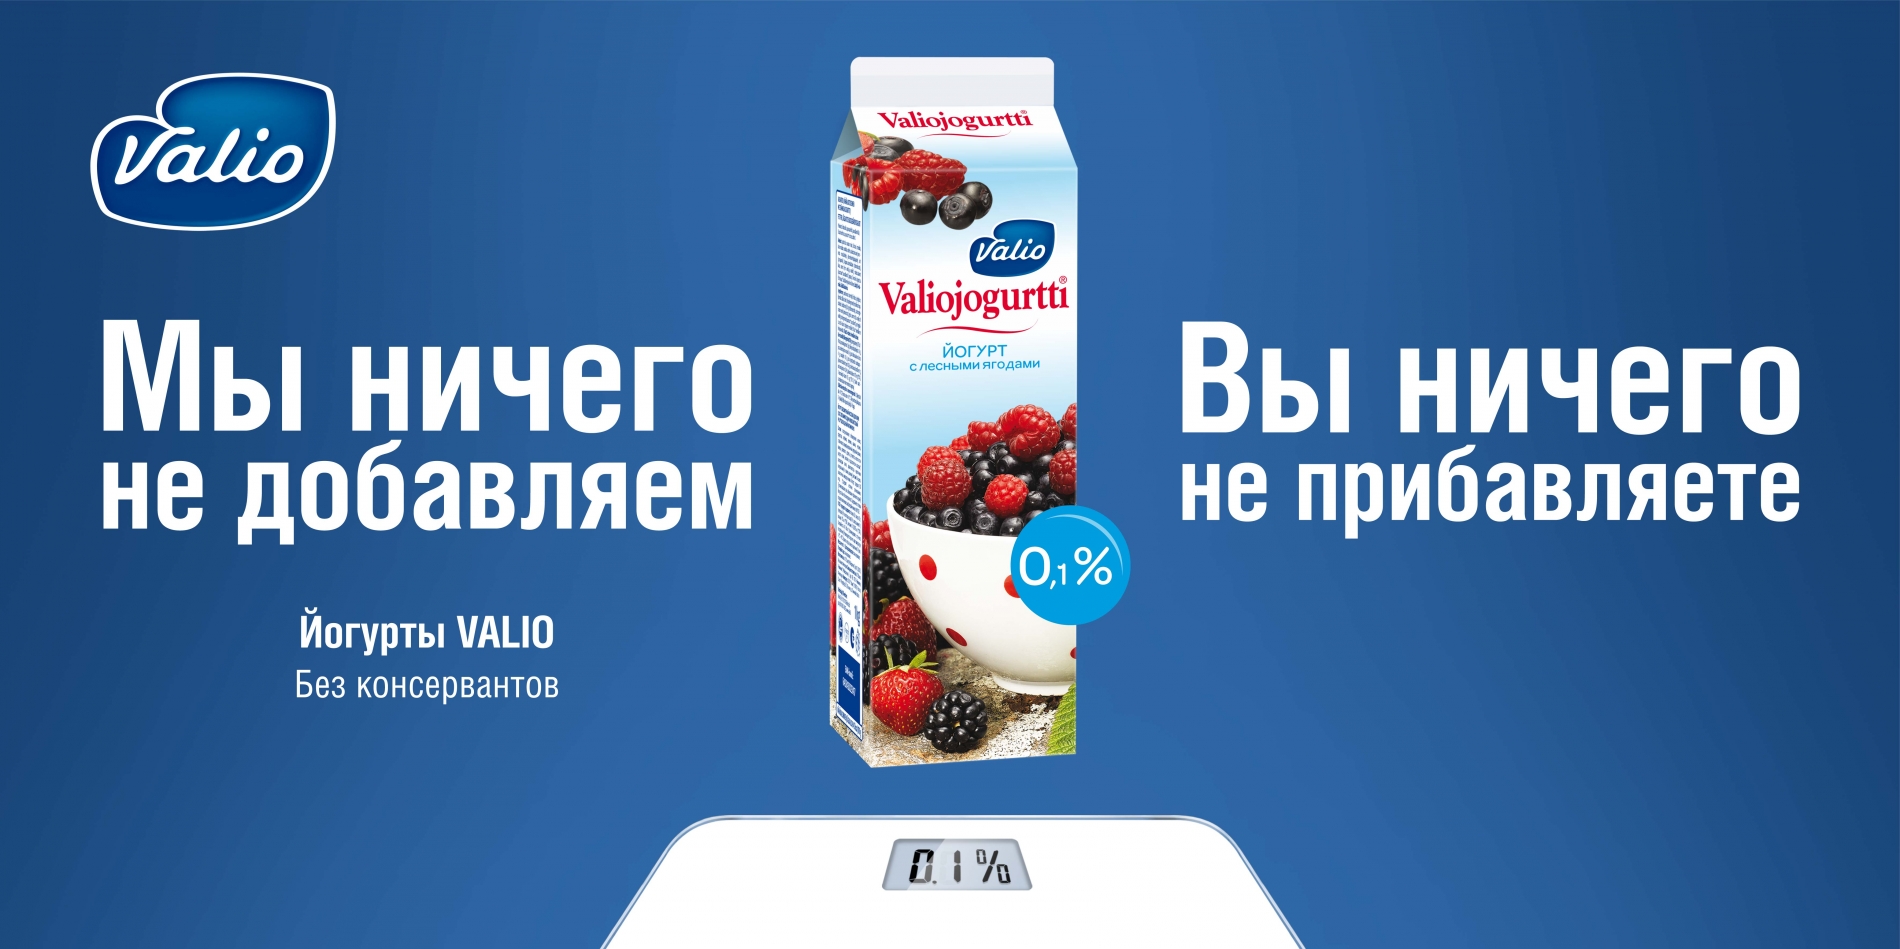 Valio
Мы ничего
не добавляем
Йогурты VALIO
Без консервантов
Valiojogurtti®
Valio
Valiojogurtti®
ЙОГУРТ
с лесными ягодами
0,1%
Вы ничего
не прибавляете
0.1%